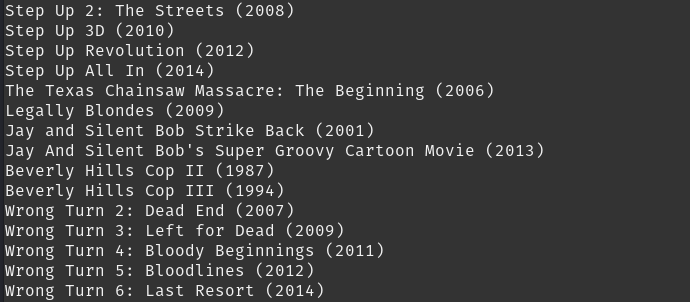 Step Up 2: The Streets (2008)
Step Up 3D (2010)
Step Up Revolution (2012)
Step Up All In (2014)
The Texas Chainsaw Massacre: The Beginning (2006)
Legally Blondes (2009)
Jay and Silent Bob Strike Back (2001)
Jay And Silent Bob's Super Groovy Cartoon Movie (2013)
Beverly Hills Cop II (1987)
Beverly Hills Cop III (1994)
Wrong Turn 2: Dead End (2007)
Wrong Turn 3: Left for Dead (2009)
Wrong Turn 4: Bloody Beginnings (2011)
Wrong Turn 5: Bloodlines (2012)
Wrong Turn 6: Last Resort (2014)